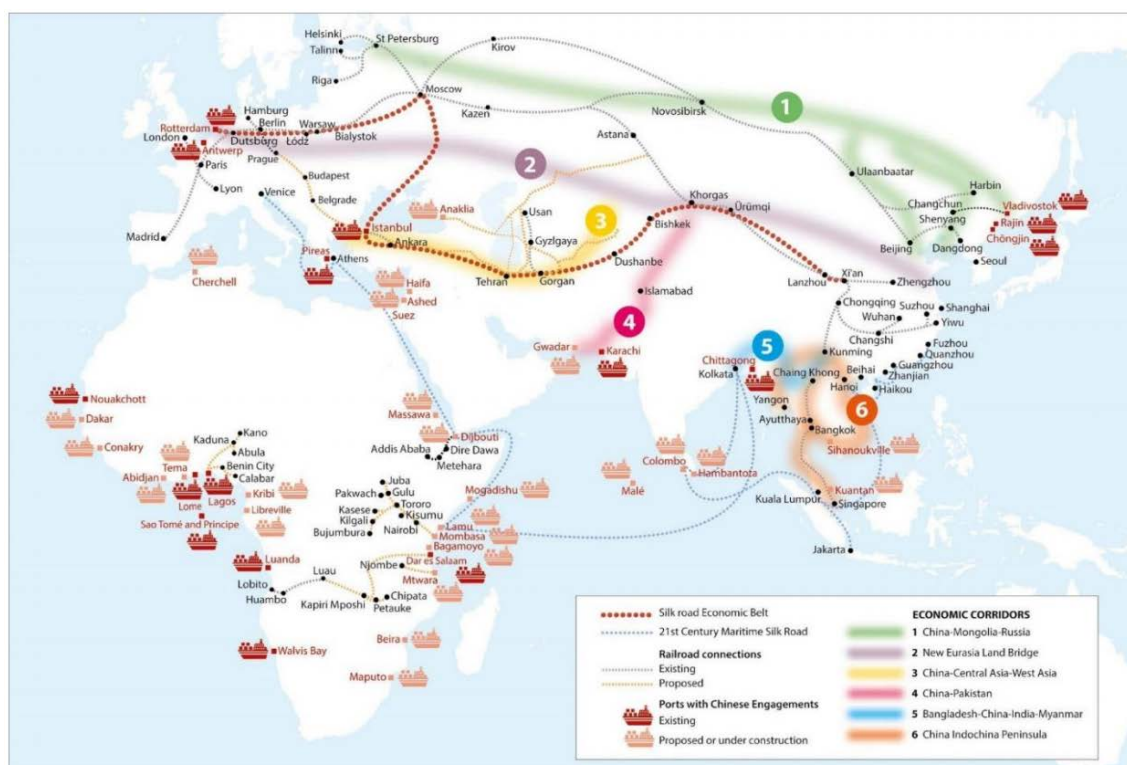 Helsinki
St Petersburg
Talinn
Riga
Kirov
Moscow
Kazen
Novosibirsk
1
Hamburg
Rotterdam
Berlin
London
Warsaw
Dutsburg
Łódz
Bialystok
Antwerp
Prague
Paris
Astana
2
Ulaanbaatar
Harbin
Lyon
Venice
Budapest
Belgrade
Madrid
Anaklia
Istanbul
Ankara
Usan
3
Gyzlgaya
Khorgas
Bishkek
Ürümqi
Changchun
Shenyang
Vladivostok
Rajin
Chõngjin
Beijing
Dangdong
Seoul
Pireas
Athens
Cherchell
Haifa
Ashed
Suez
Tehran
Gorgan
Dushanbe
Islamabad
Lanzhou
Xi'an
Zhengzhou
Chongqing
Suzhou
Shanghai
Wuhan
Yiwu
Changshi
4
Gwadar
Karachi
5
Chittagong
Kolkata
Kunming
Chaing Khong
Beihai
Hanoi
Fuzhou
Quanzhou
Guangzhou
Zhanjian
Haikou
Yangon
Ayutthaya
Bangkok
6
Sihanoukville
Nouakchott
Dakar
Conakry
Kano
Kaduna
Abula
Tema
Benin City
Abidjan
Calabar
Lome
Lagos
Kribi
Libreville
Sao Tomé and Principe
Massawa
Djibouti
Addis Ababa
Dire Dawa
Metehara
Juba
Pakwach
Gulu
Tororo
Kasese
Kisumu
Kilgali
Bujumbura
Nairobi
Mogadishu
Lamu
Mombasa
Bagamoyo
Dar es Salaam
Njombe
Mtwara
Colombo
Hambantoza
Malé
Kuantan
Kuala Lumpur
Singapore
Jakarta
Luanda
Lobito
Luau
Huambo
Kapiri Mposhi
Chipata
Petauke
Beira
Walvis Bay
Maputo
Silk road Economic Belt
21st Century Maritime Silk Road
Railroad connections
Existing
Proposed
Ports with Chinese Engagements
Existing
Proposed or under construction
ECONOMIC CORRIDORS
1 China-Mongolia-Russia
2 New Eurasia Land Bridge
3 China-Central Asia-West Asia
4 China-Pakistan
5 Bangladesh-China-India-Myanmar
6 China Indochina Peninsula